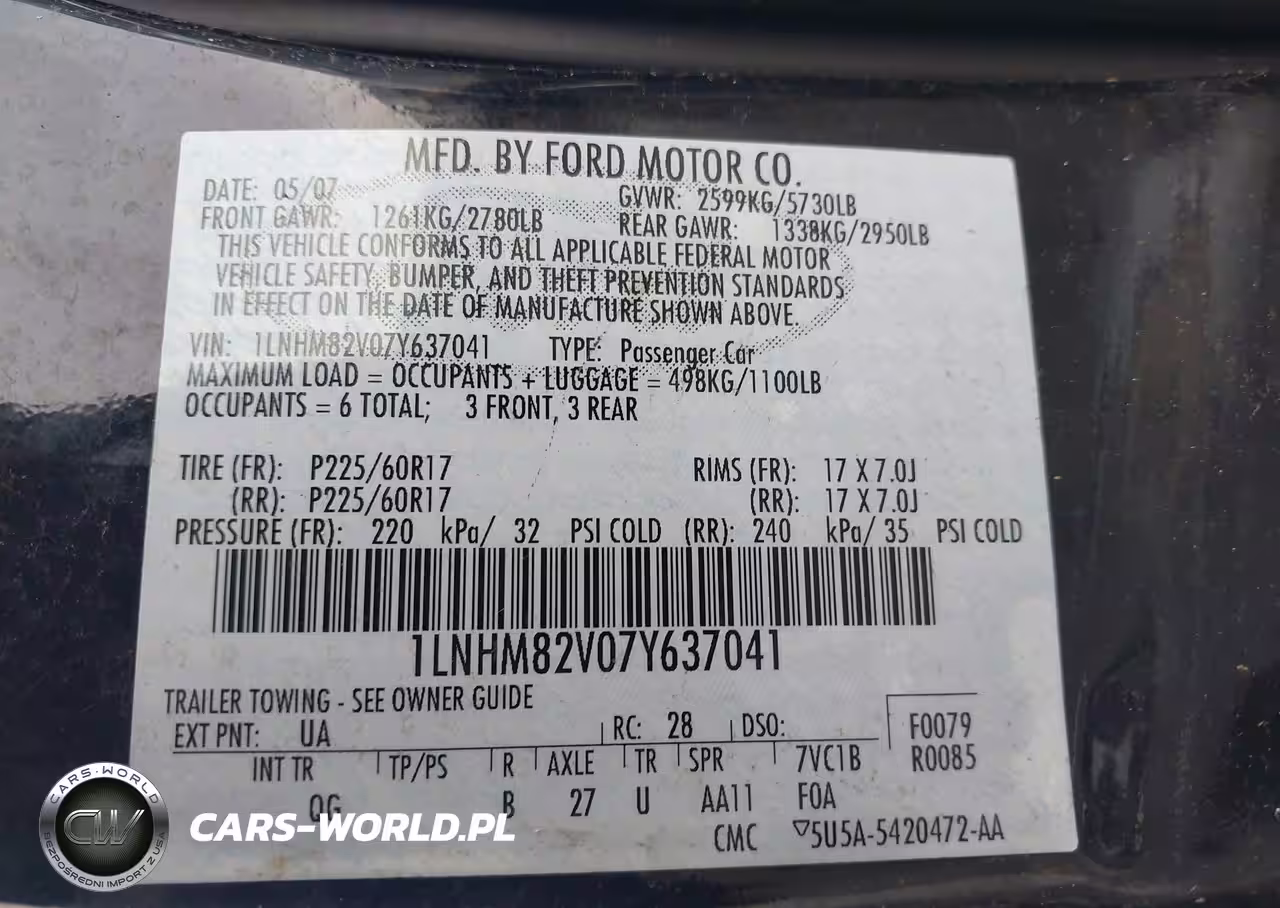 MFD. BY FORD MOTOR CO.
DATE: 05/07 GVWR: 2599KG/5730LB
FRONT GAWR: 1261KG/2780LB REAR GAWR: 1338KG/2950LB
THIS VEHICLE CONFORMS TO ALL APPLICABLE FEDERAL MOTOR
VEHICLE SAFETY, BUMPER, AND THEFT PREVENTION STANDARDS
IN EFFECT ON THE DATE OF MANUFACTURE SHOWN ABOVE.
VIN: 1LNHM82V07Y637041 TYPE: Passenger Car
MAXIMUM LOAD = OCCUPANTS + LUGGAGE = 498KG/1100LB
OCCUPANTS = 6 TOTAL; 3 FRONT, 3 REAR
TIRE (FR): P225/60R17 RIMS (FR): 17 X 7.0J
(RR): P225/60R17 (RR): 17 X 7.0J
PRESSURE (FR): 220 kPa/ 32 PSI COLD (RR): 240 kPa/ 35 PSI COLD
1LNHM82V07Y637041
TRAILER TOWING - SEE OWNER GUIDE
EXT PNT: UA RC: 28 DSO: F0079
INT TR TP/PS R AXLE TR SPR 7VC1B R0085
QG B 27 U AA11 FOA
CMC ▽5U5A-5420472-AA
CARS-WORLD
CW
BEZPOŚREDNI IMPORT Z USA
CARS-WORLD.PL